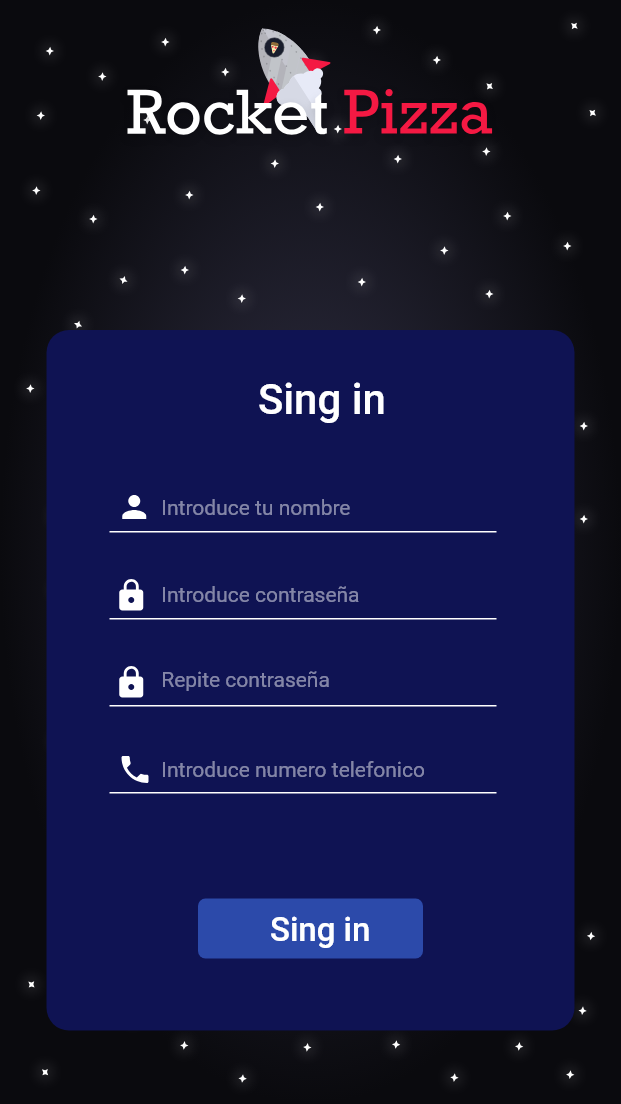 Rocket Pizza
Sing in
Introduce tu nombre
Introduce contraseña
Repite contraseña
Introduce numero telefonico
Sing in